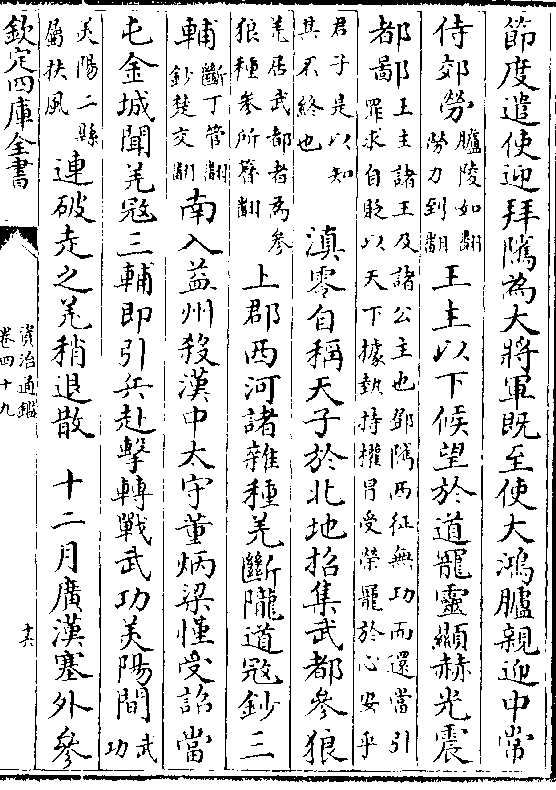 節度遣使迎拜隲為大將軍既至使大鴻臚親迎中常
侍郊勞臚陵如翻勞力到翻王主以下候望於道寵靈顯赫光震
都鄙王主諸王及諸公主也鄧隲西征無功而還當引罪求自貶以天下據埶持權冒受榮寵於心安乎
君子是以知其不終也滇零自稱天子於北地招集武都參狼
羌居武都者為參狼種參所簪翻上郡西河諸雜種羌斷隴道寇鈔三
輔斷丁管翻鈔楚交翻南入益州殺漢中太守董炳梁慬受詔當
屯金城聞羌寇三輔即引兵赴擊轉戰武功美陽間武功
美陽二縣屬扶風連破走之羌稍退散 十二月廣漢塞外參
欽定四庫全書
資治通鑑
卷四十九
十六